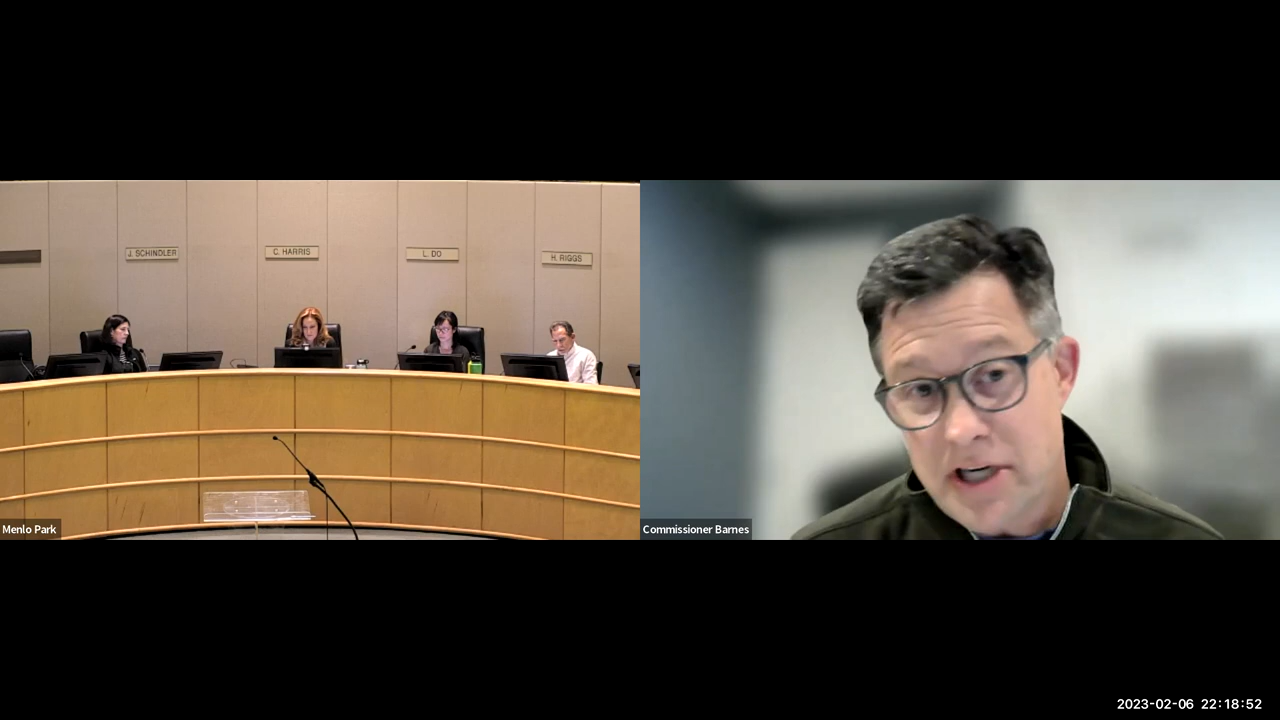 J. SCHINDLER
C. HARRIS
L. DO
H. RIGGS
Menlo Park
Commissioner Barnes
2023-02-06 22:18:52